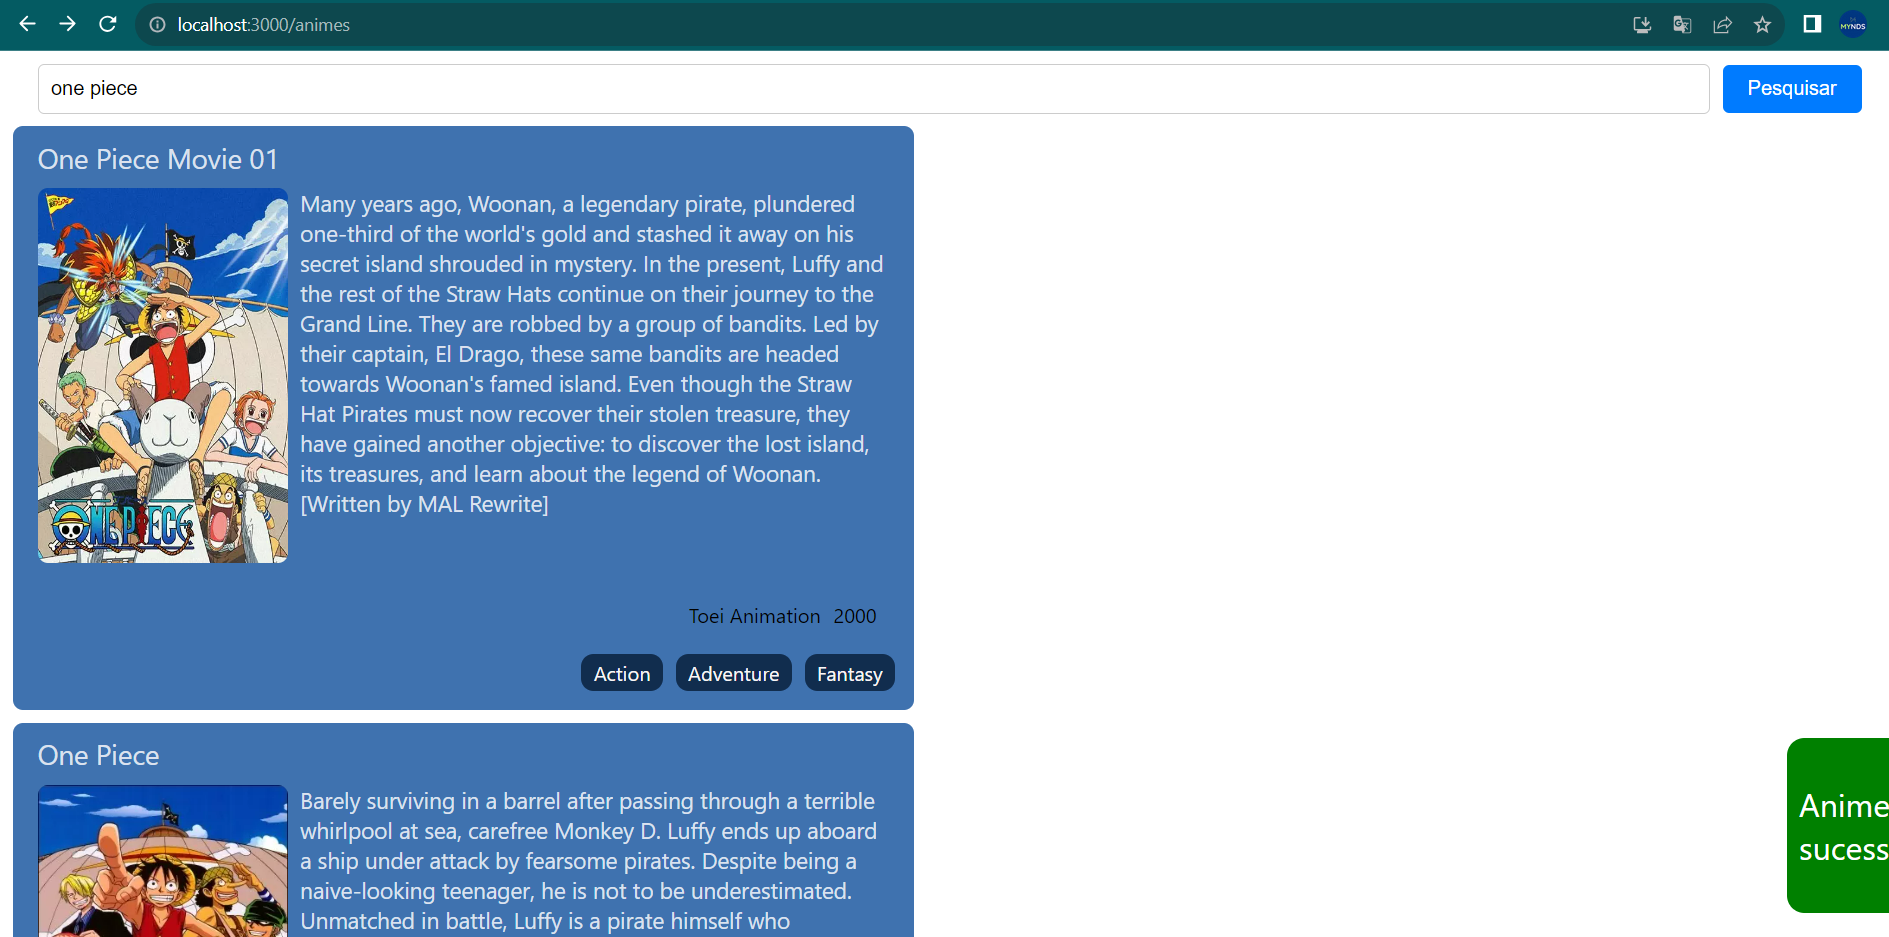 localhost:3000/animes
MYNDS
one piece
Pesquisar
One Piece Movie 01
Many years ago, Woonan, a legendary pirate, plundered
one-third of the world's gold and stashed it away on his
secret island shrouded in mystery. In the present, Luffy and
the rest of the Straw Hats continue on their journey to the
Grand Line. They are robbed by a group of bandits. Led by
their captain, El Drago, these same bandits are headed
towards Woonan's famed island. Even though the Straw
Hat Pirates must now recover their stolen treasure, they
have gained another objective: to discover the lost island,
its treasures, and learn about the legend of Woonan.
[Written by MAL Rewrite]
ONE PIECE
Toei Animation 2000
Action Adventure Fantasy
One Piece
Barely surviving in a barrel after passing through a terrible
whirlpool at sea, carefree Monkey D. Luffy ends up aboard
a ship under attack by fearsome pirates. Despite being a
naive-looking teenager, he is not to be underestimated.
Unmatched in battle, Luffy is a pirate himself who
Anime
sucess